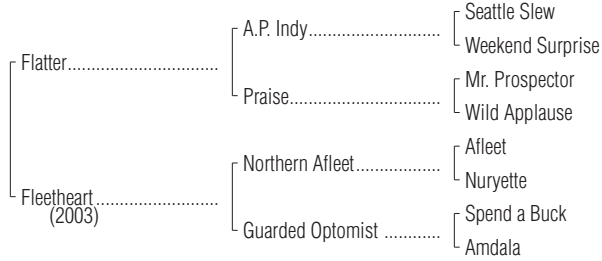 Seattle Slew
A.P. Indy
Weekend Surprise
Flatter
Mr. Prospector
Praise
Wild Applause
Afleet
Northern Afleet
Nuryette
Fleetheart
(2003)
Spend a Buck
Guarded Optomist
Amdala